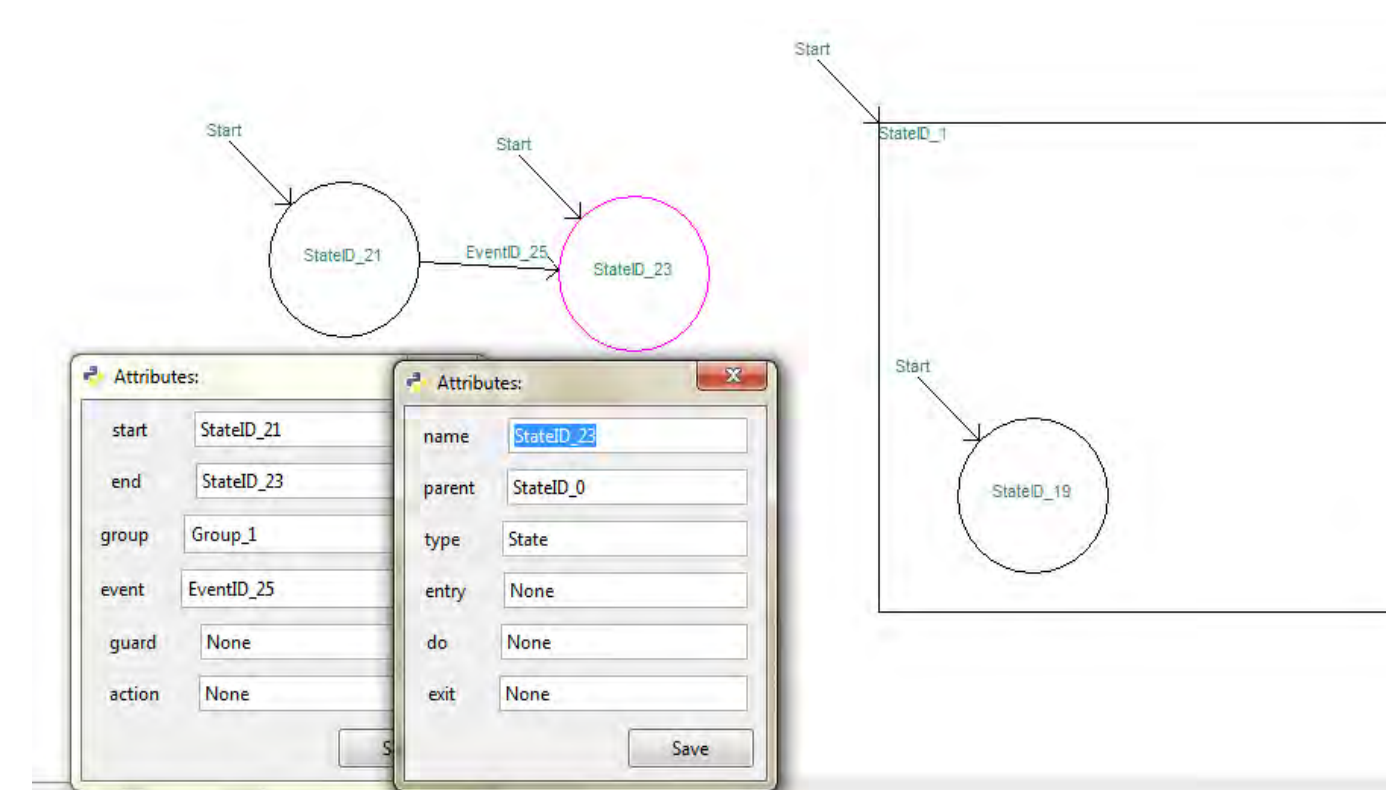 Start
Start
Start
StateID_1
StateID_21
EventID_25
StateID_23
Start
StateID_19
Attributes:
start StateID_21
end StateID_23
group Group_1
event EventID_25
guard None
action None
Attributes:
name StateID_23
parent StateID_0
type State
entry None
do None
exit None
Save